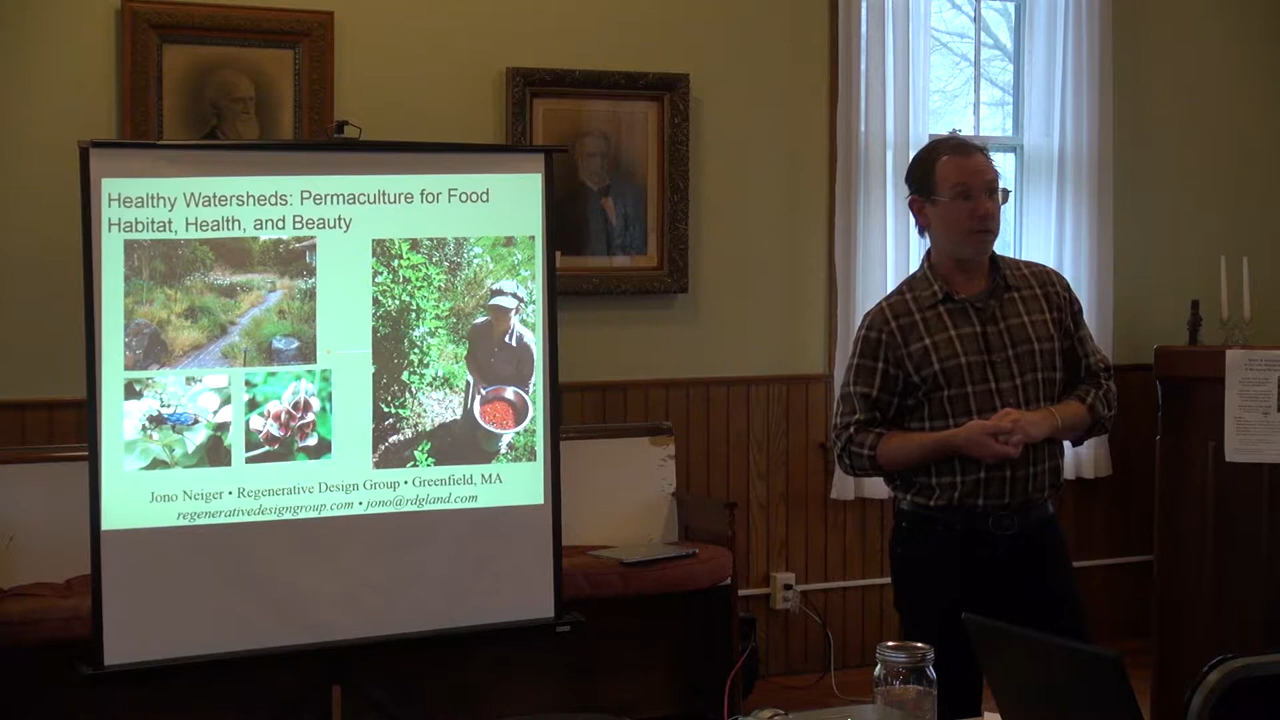 Healthy Watersheds: Permaculture for Food
Habitat, Health, and Beauty
Jono Neiger • Regenerative Design Group • Greenfield, MA
regenerativedesigngroup.com • jono@rdgland.com